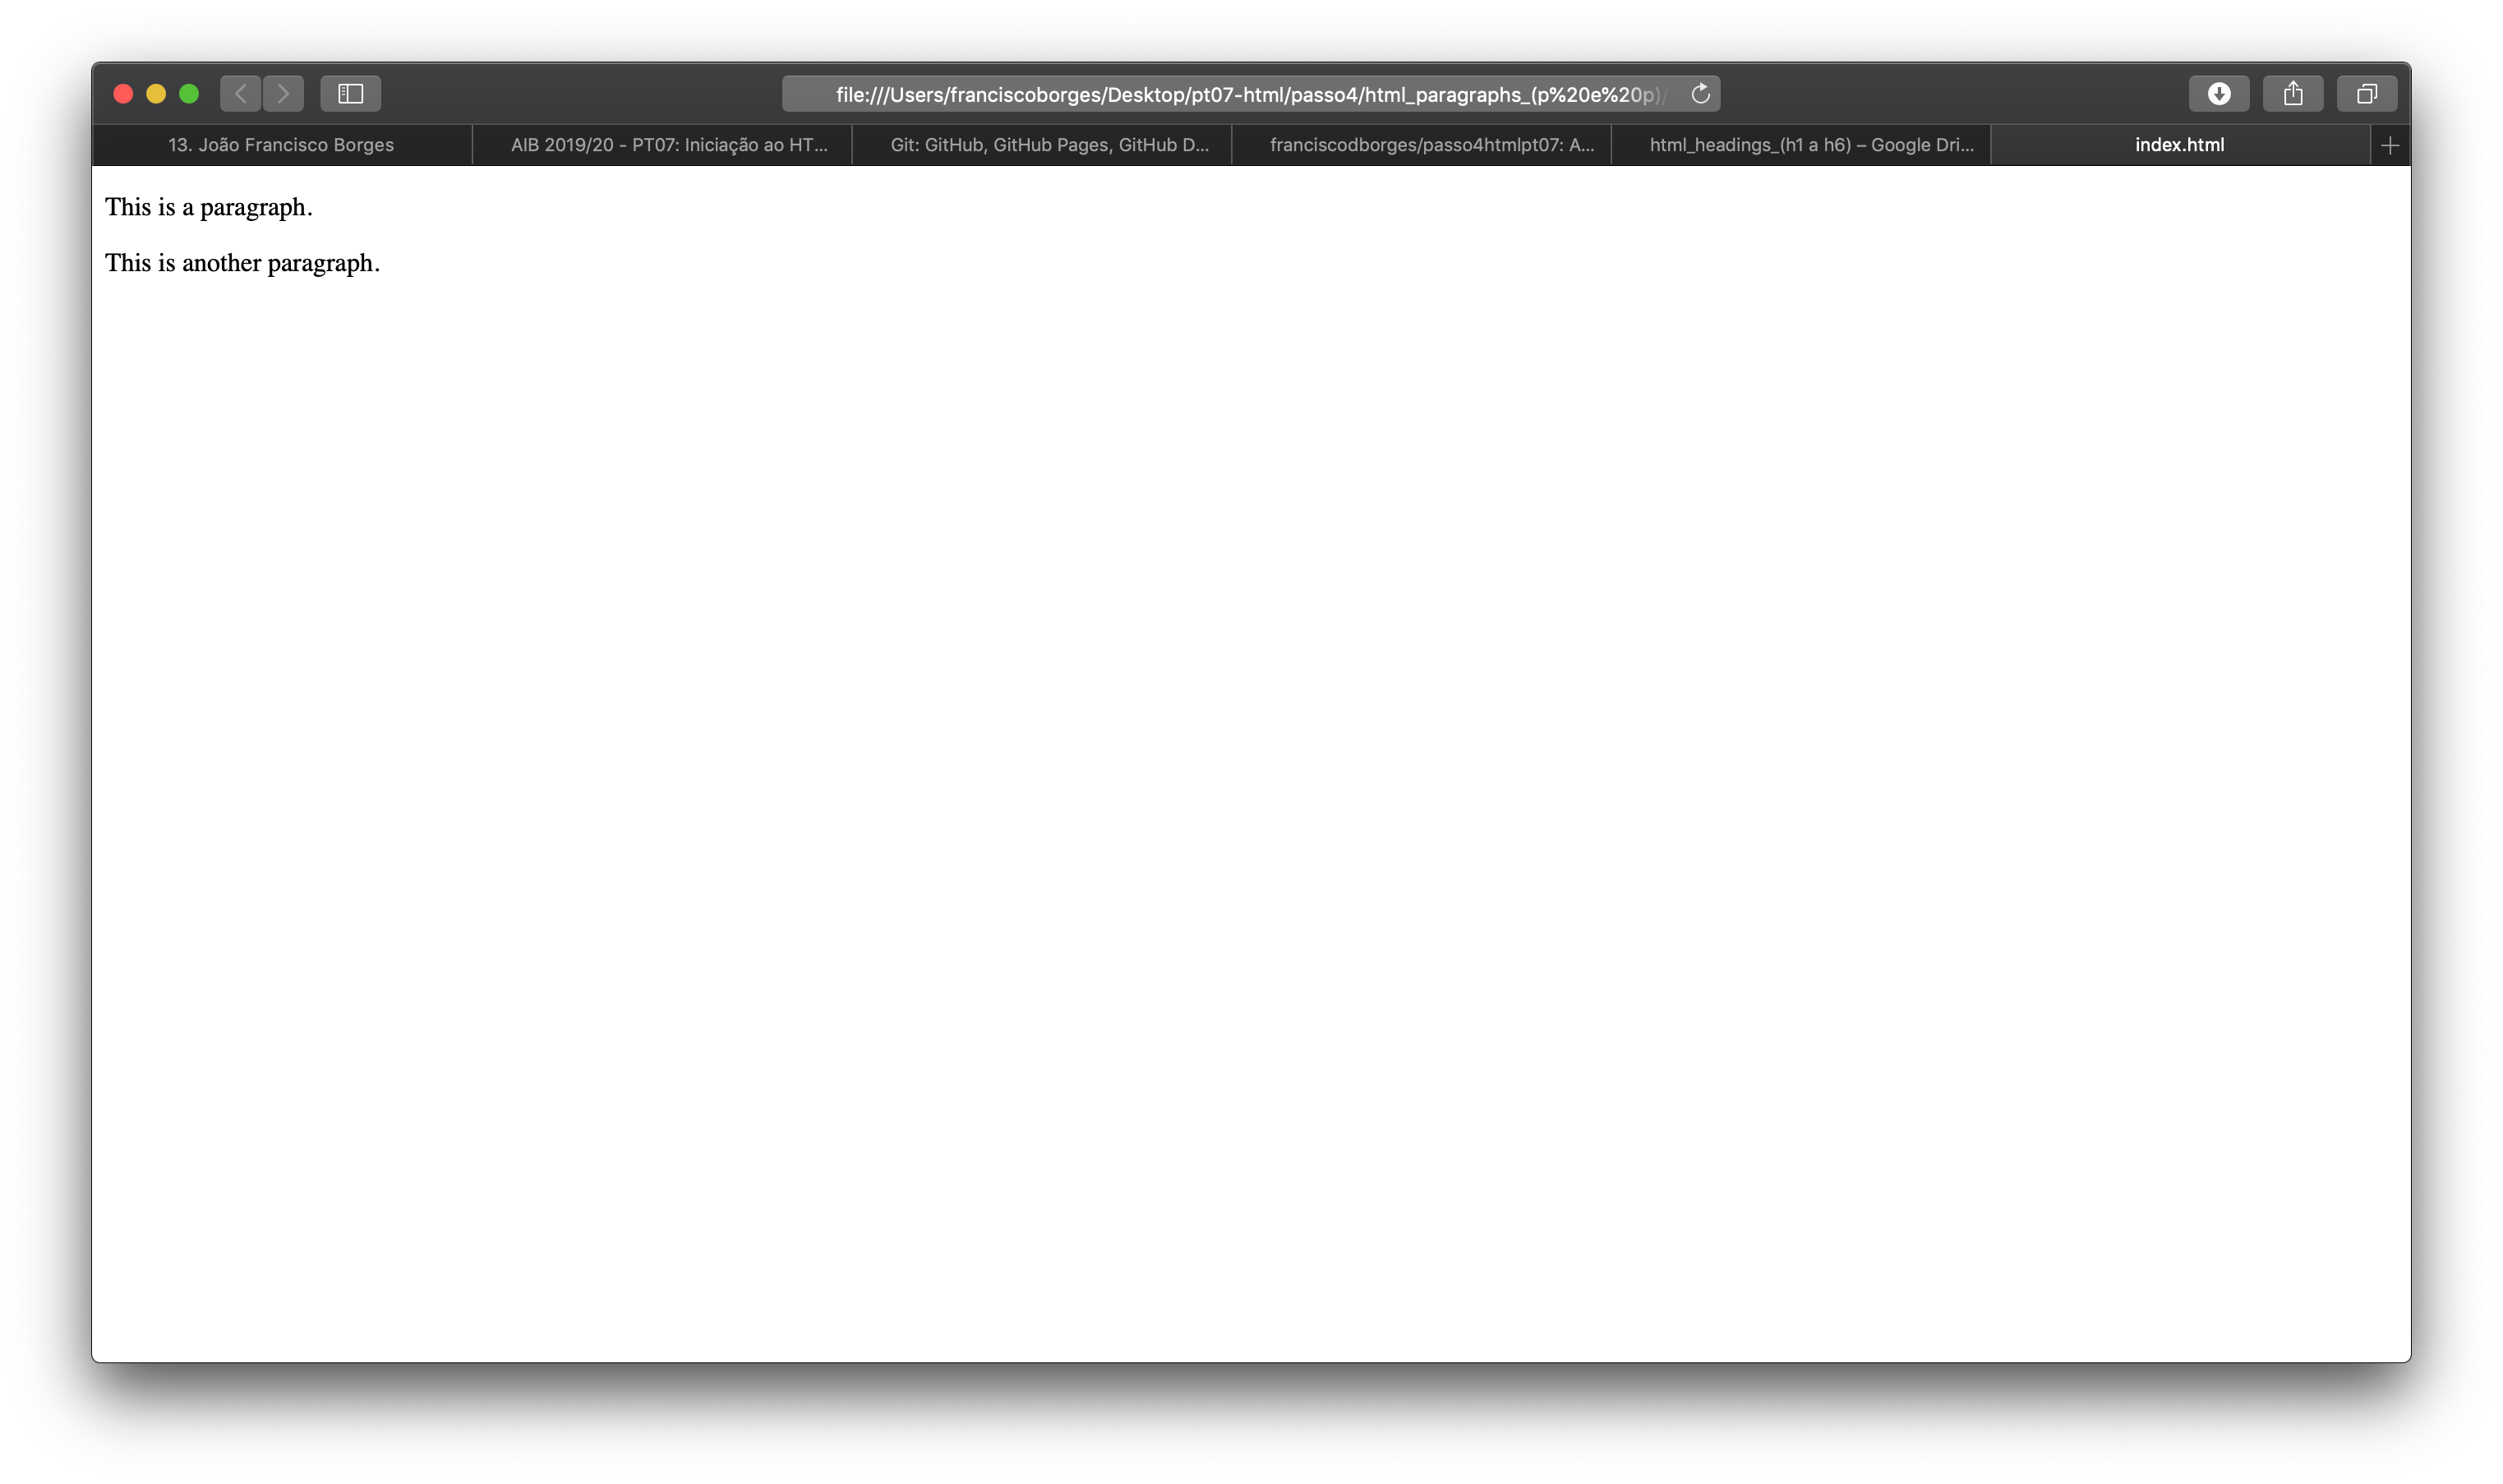 file:///Users/franciscoborges/Desktop/pt07-html/passo4/html_paragraphs_(p%20e%20p)/
13. João Francisco Borges
AIB 2019/20 - PT07: Iniciação ao HT...
Git: GitHub, GitHub Pages, GitHub D...
franciscodborges/passo4htmlpt07: A...
html_headings_(h1 a h6) – Google Dri...
index.html
This is a paragraph.
This is another paragraph.